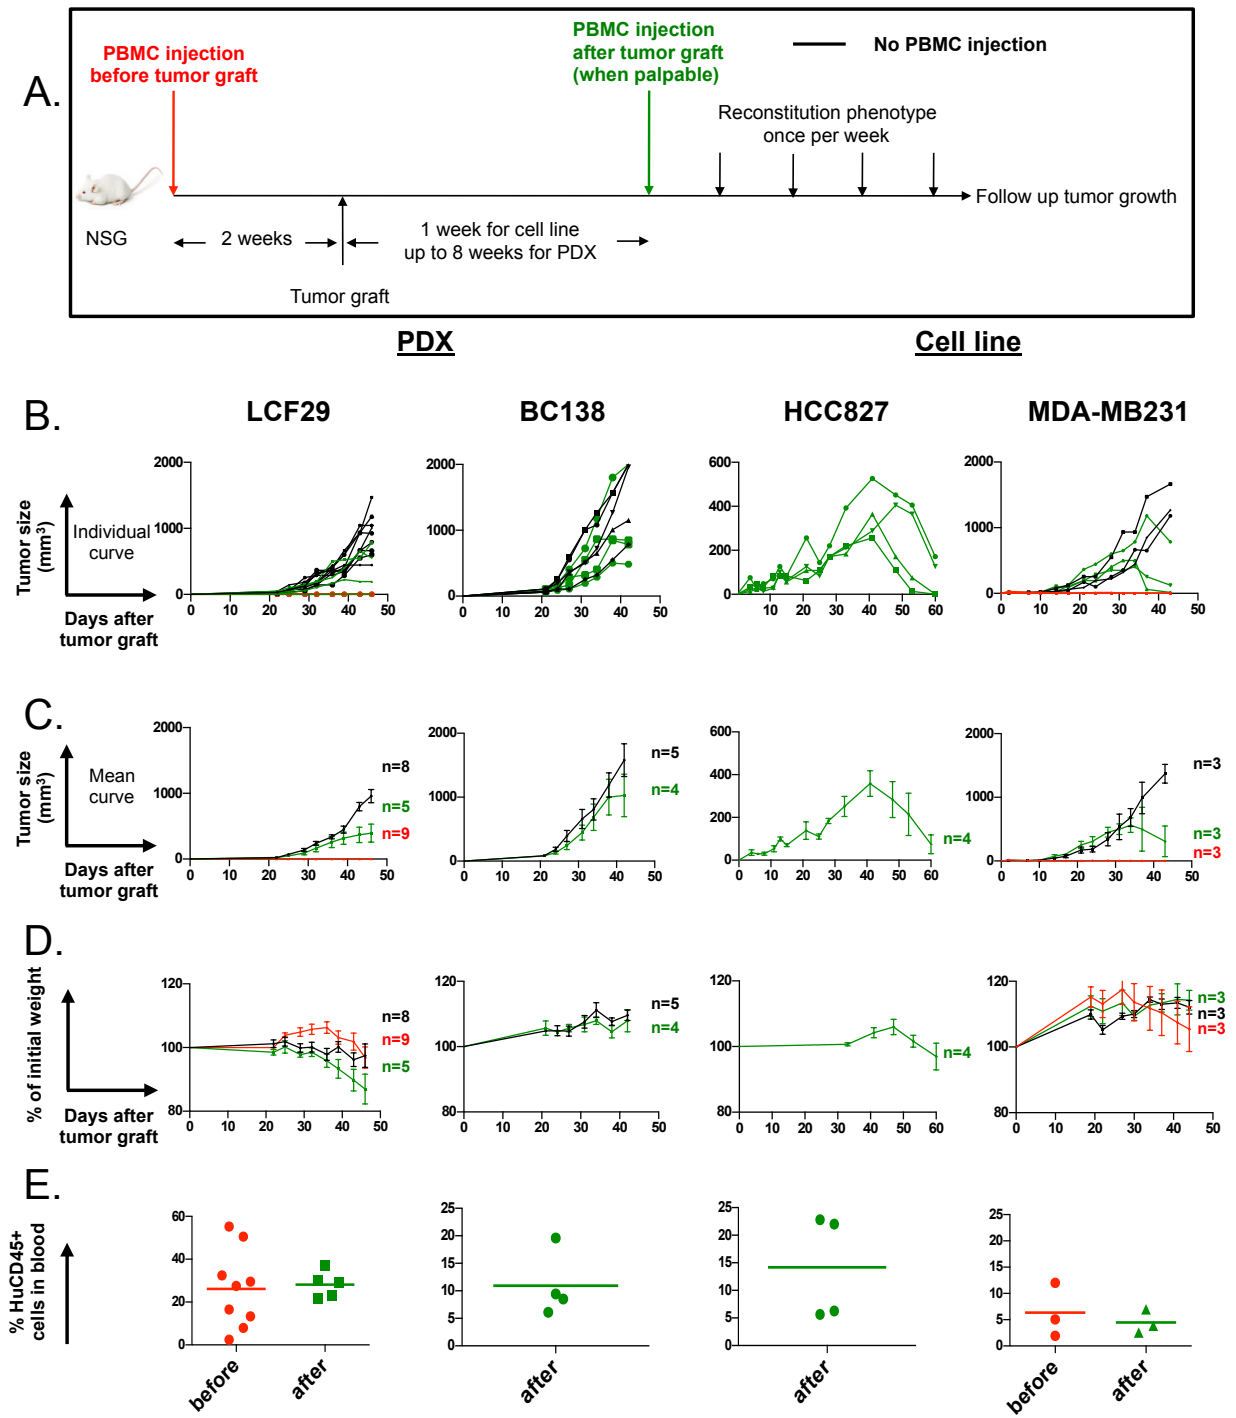 A.
PBMC injection
before tumor graft
PBMC injection
after tumor graft
(when palpable)
No PBMC injection
Reconstitution phenotype
once per week
NSG
2 weeks
1 week for cell line
up to 8 weeks for PDX
Follow up tumor growth
Tumor graft
PDX
Cell line
B.
LCF29
BC138
HCC827
MDA-MB231
Tumor size
(mm³)
Individual
curve
Days after
tumor graft
2000
1000
0
0 10 20 30 40 50
2000
1000
0
0 10 20 30 40 50
600
400
200
0
10 20 30 40 50 60
2000
1000
0
0 10 20 30 40 50
C.
Tumor size
(mm³)
Mean
curve
Days after
tumor graft
2000
1000
0
0 10 20 30 40 50
n=8
n=5
n=9
2000
1000
0
0 10 20 30 40 50
n=5
n=4
600
400
200
0
0 10 20 30 40 50 60
n=4
2000
1000
0
0 10 20 30 40 50
n=3
n=3
n=3
D.
% of initial weight
Days after
tumor graft
120
100
80
0 10 20 30 40 50
n=8
n=9
n=5
120
100
80
0 10 20 30 40 50
n=5
n=4
120
100
80
0 10 20 30 40 50 60
n=4
120
100
80
0 10 20 30 40 50
n=3
n=3
n=3
E.
% HuCD45+
cells in blood
60
40
20
0
before
after
25
20
15
10
5
0
after
25
20
15
10
5
0
after
25
20
15
10
5
0
before
after